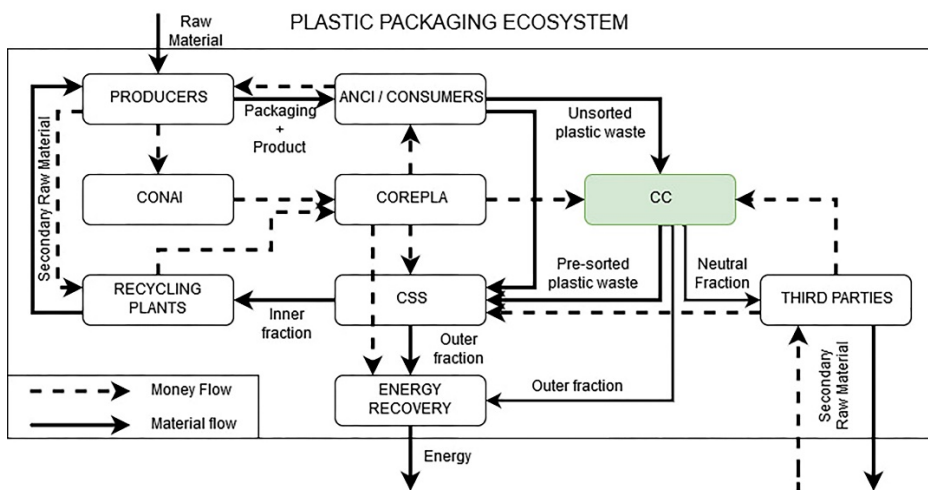 PLASTIC PACKAGING ECOSYSTEM
Raw
Material
PRODUCERS
Packaging
+
Product
ANCI / CONSUMERS
Unsorted
plastic waste
Secondary Raw Material
CONAI
COREPLA
CC
RECYCLING
PLANTS
Inner
fraction
CSS
Pre-sorted
plastic waste
Neutral
Fraction
THIRD PARTIES
Outer
fraction
ENERGY
RECOVERY
Outer fraction
Secondary
Raw Material
Money Flow
Material flow
Energy